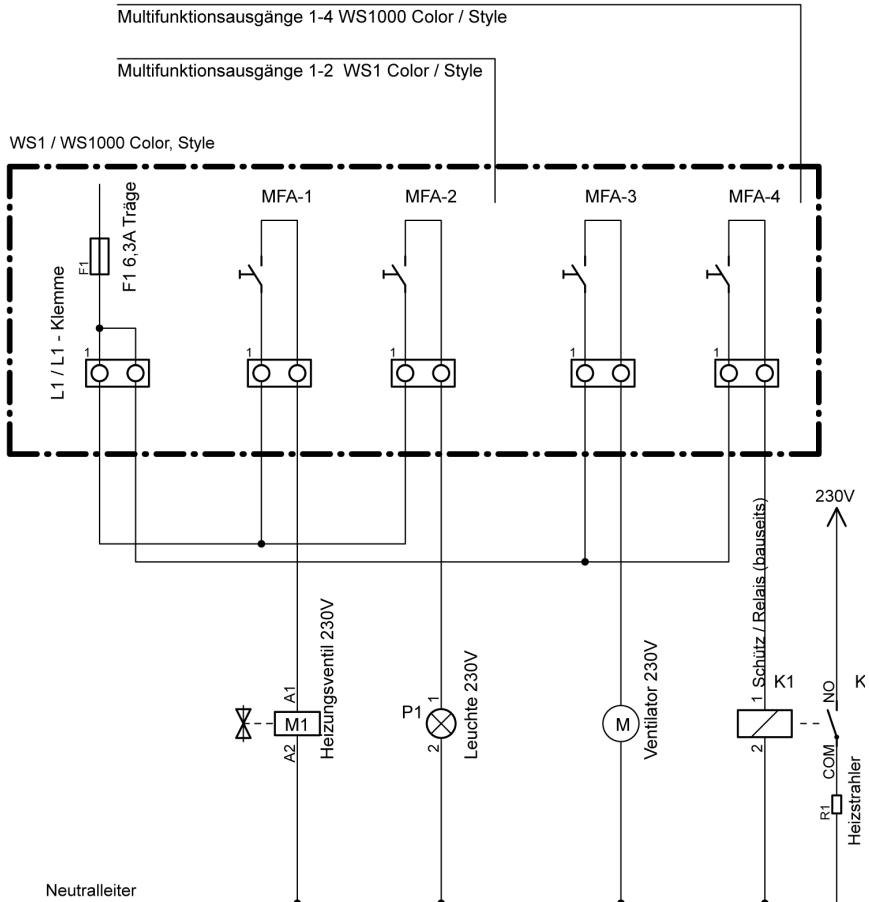 Multifunktionsausgänge 1-4 WS1000 Color / Style
Multifunktionsausgänge 1-2 WS1 Color / Style
WS1 / WS1000 Color, Style
MFA-1
MFA-2
MFA-3
MFA-4
F1
F1 6,3A Träge
L1 / L1 - Klemme
1
1
1
1
1
230V
A1
M1
A2
Heizungsventil 230V
P1
1
2
Leuchte 230V
M
Ventilator 230V
Schütz / Relais (bauseits)
1
K1
2
NO
K
COM
R1
Heizstrahler
Neutralleiter